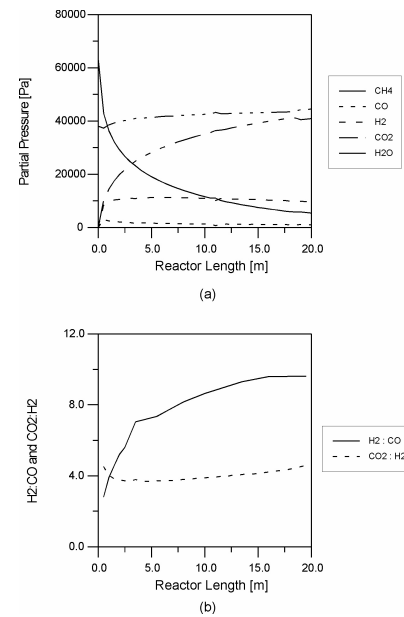 80000
60000
40000
20000
0
Partial Pressure [Pa]
0.0 5.0 10.0 15.0 20.0
Reactor Length [m]
CH4
CO
H2
CO2
H2O
(a)
12.0
8.0
4.0
0.0
H2:CO and CO2:H2
0.0 5.0 10.0 15.0 20.0
Reactor Length [m]
H2 : CO
CO2 : H2
(b)